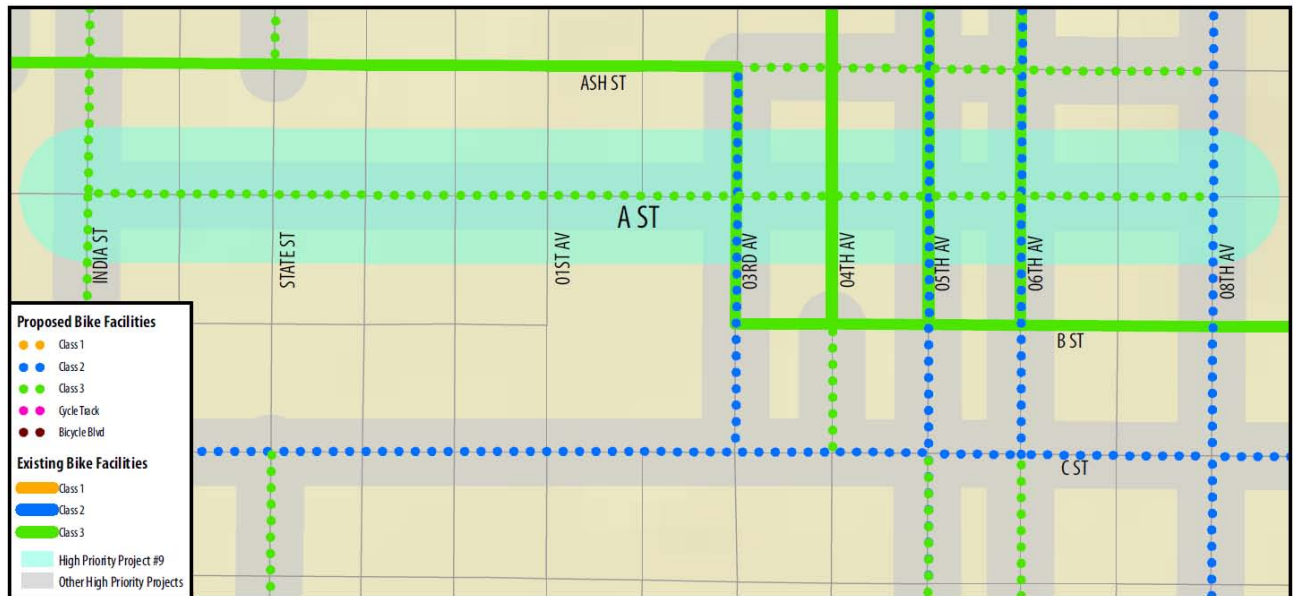 ASH ST
A ST
INDIA ST
STATE ST
01ST AV
03RD AV
04TH AV
05TH AV
06TH AV
08TH AV
B ST
C ST
Proposed Bike Facilities
Class 1
Class 2
Class 3
Cycle Track
Bicycle Blvd
Existing Bike Facilities
Class 1
Class 2
Class 3
High Priority Project #9
Other High Priority Projects